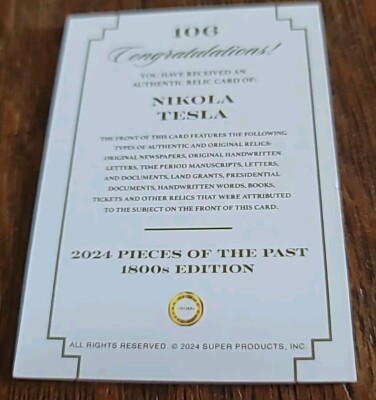 106
Congratulations!
YOU HAVE RECEIVED AN
AUTHENTIC RELIC CARD OF:
NIKOLA
TESLA
THE FRONT OF THIS CARD FEATURES THE FOLLOWING
TYPES OF AUTHENTIC AND ORIGINAL RELICS:
ORIGINAL NEWSPAPERS, ORIGINAL HANDWRITTEN
LETTERS, TIME PERIOD MANUSCRIPTS, LETTERS,
AND DOCUMENTS, LAND GRANTS, PRESIDENTIAL
DOCUMENTS, HANDWRITTEN WORDS, BOOKS,
TICKETS AND OTHER RELICS THAT WERE ATTRIBUTED
TO THE SUBJECT ON THE FRONT OF THIS CARD.
2024 PIECES OF THE PAST
1800s EDITION
ALL RIGHTS RESERVED. © 2024 SUPER PRODUCTS, INC.